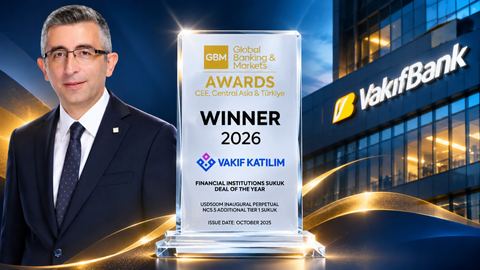 GBM
Global
Banking &
Markets
AWARDS
CEE, Central Asia & Türkiye
WINNER
2026
VAKIF KATILIM
FINANCIAL INSTITUTIONS SUKUK
DEAL OF THE YEAR
USD500M INAUGURAL PERPETUAL
NC5.5 ADDITIONAL TIER 1 SUKUK
ISSUE DATE: OCTOBER 2025
VakıfBank